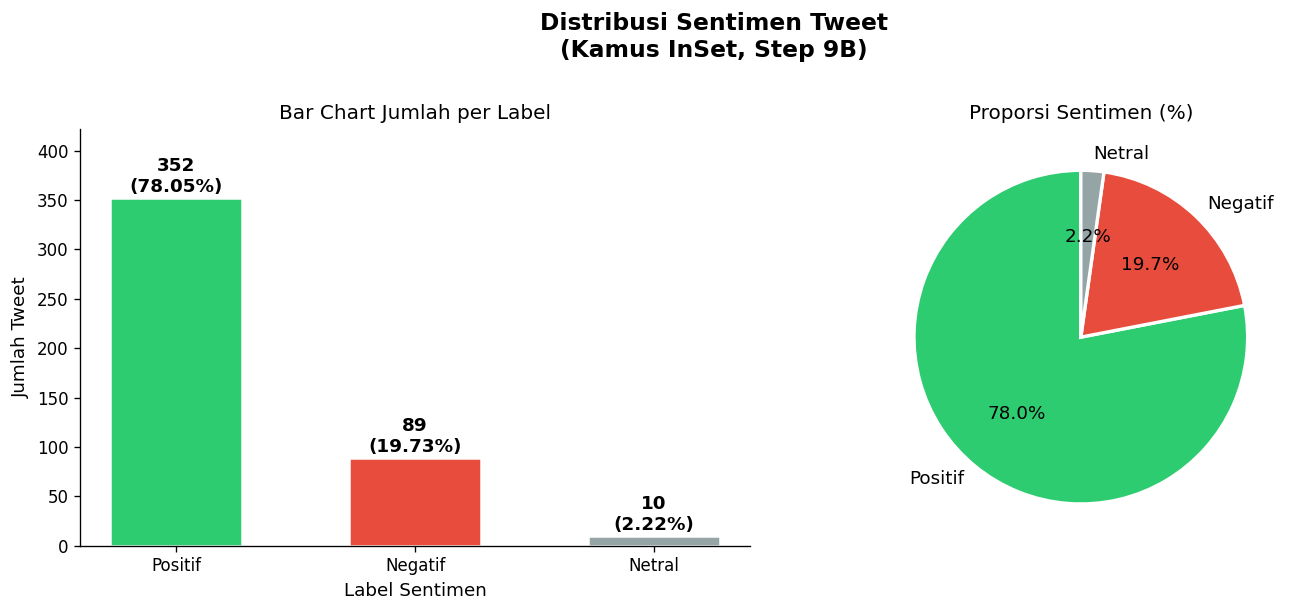 Distribusi Sentimen Tweet
(Kamus InSet, Step 9B)
Bar Chart Jumlah per Label
400
350
300
250
200
150
100
50
0
Jumlah Tweet
352
(78.05%)
89
(19.73%)
10
(2.22%)
Positif
Negatif
Netral
Label Sentimen
Proporsi Sentimen (%)
Netral
Negatif
2.2%
19.7%
78.0%
Positif